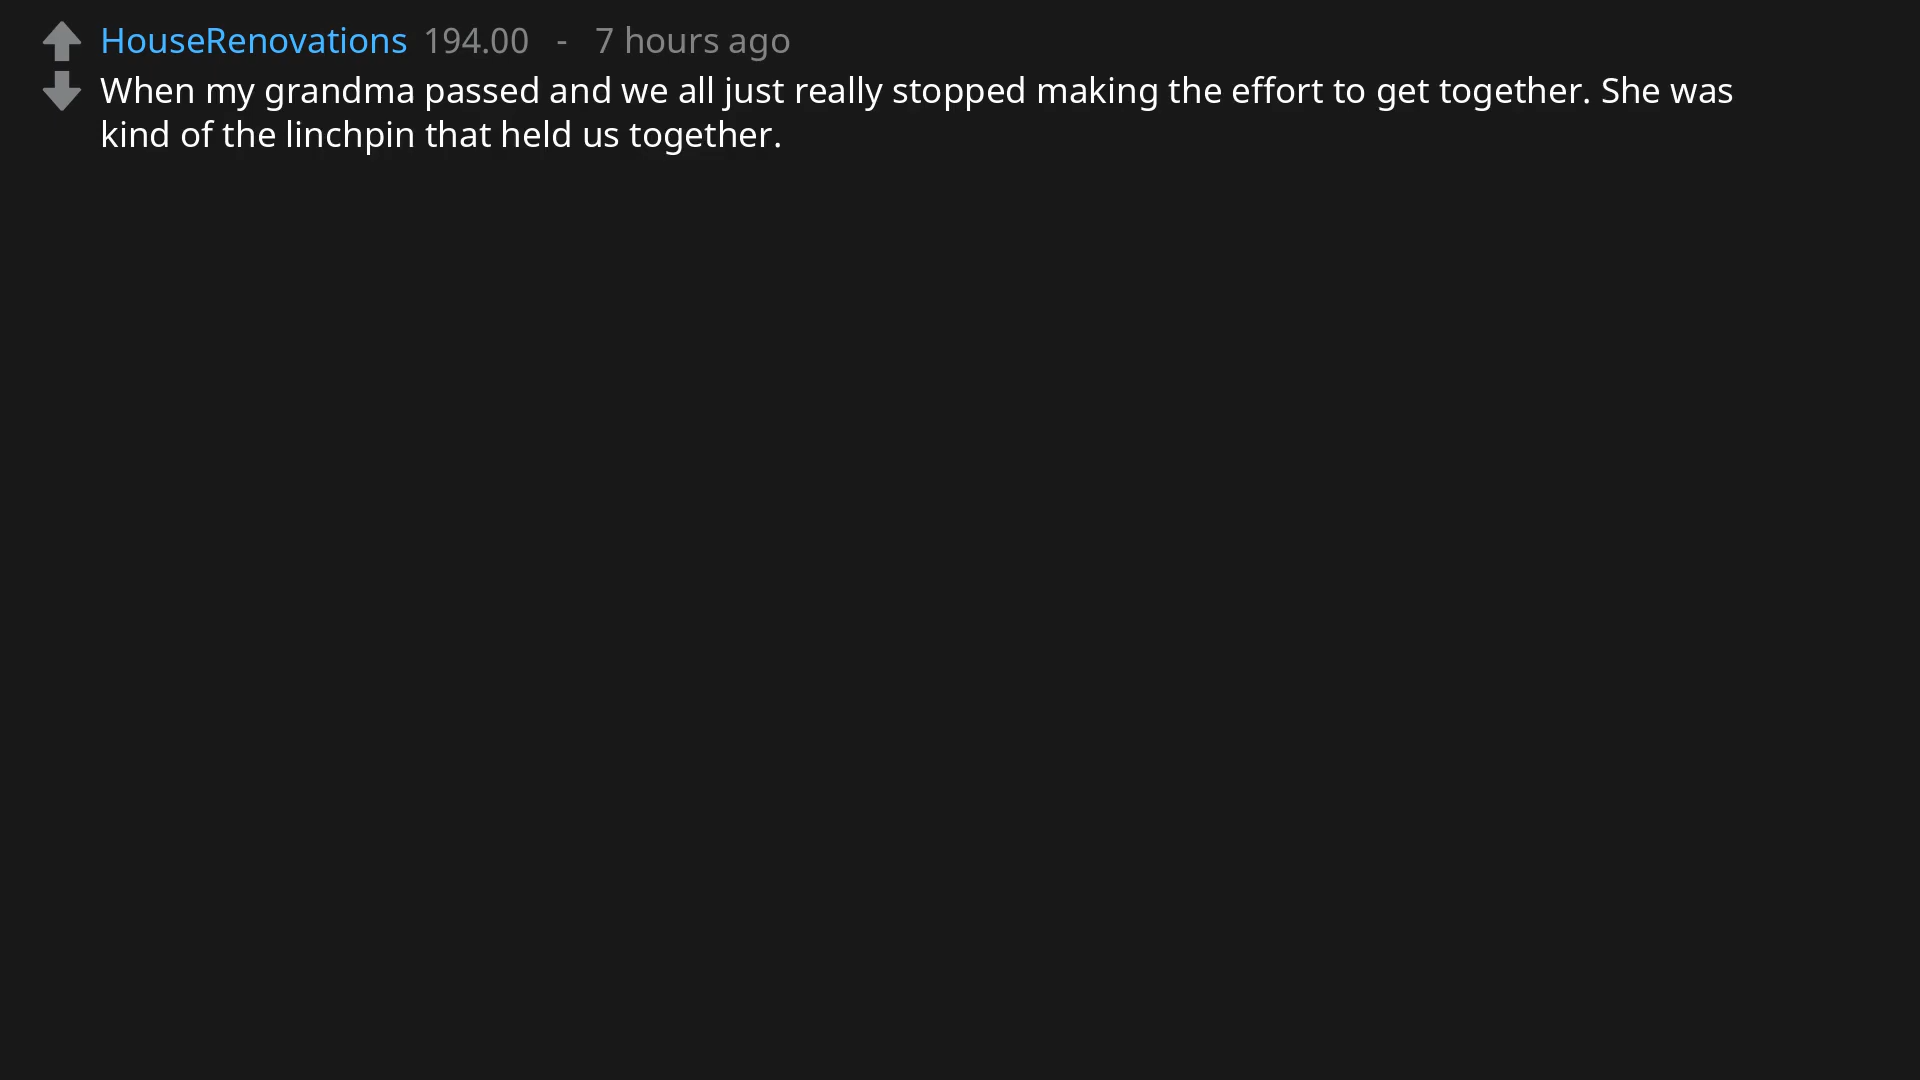 HouseRenovations 194.00 - 7 hours ago
When my grandma passed and we all just really stopped making the effort to get together. She was
kind of the linchpin that held us together.